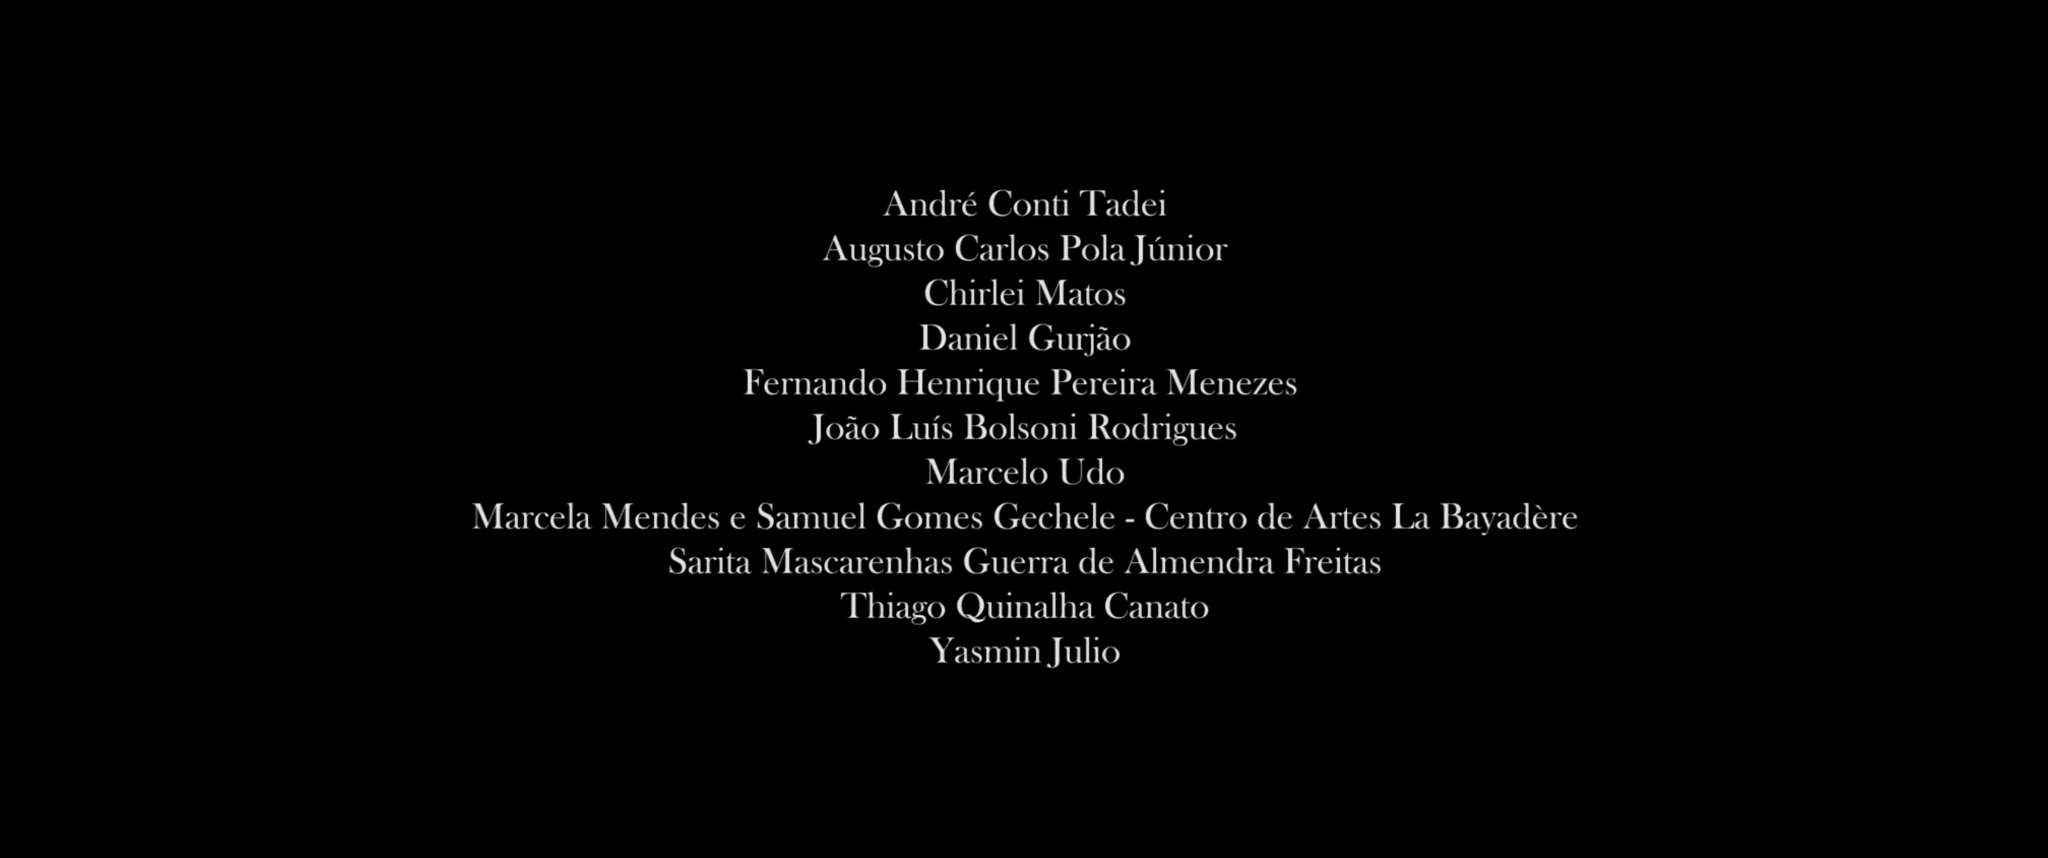 André Conti Tadei
Augusto Carlos Pola Júnior
Chirlei Matos
Daniel Gurjão
Fernando Henrique Pereira Menezes
João Luís Bolsoni Rodrigues
Marcelo Udo
Marcela Mendes e Samuel Gomes Gechele - Centro de Artes La Bayadère
Sarita Mascarenhas Guerra de Almendra Freitas
Thiago Quinalha Canato
Yasmin Julio